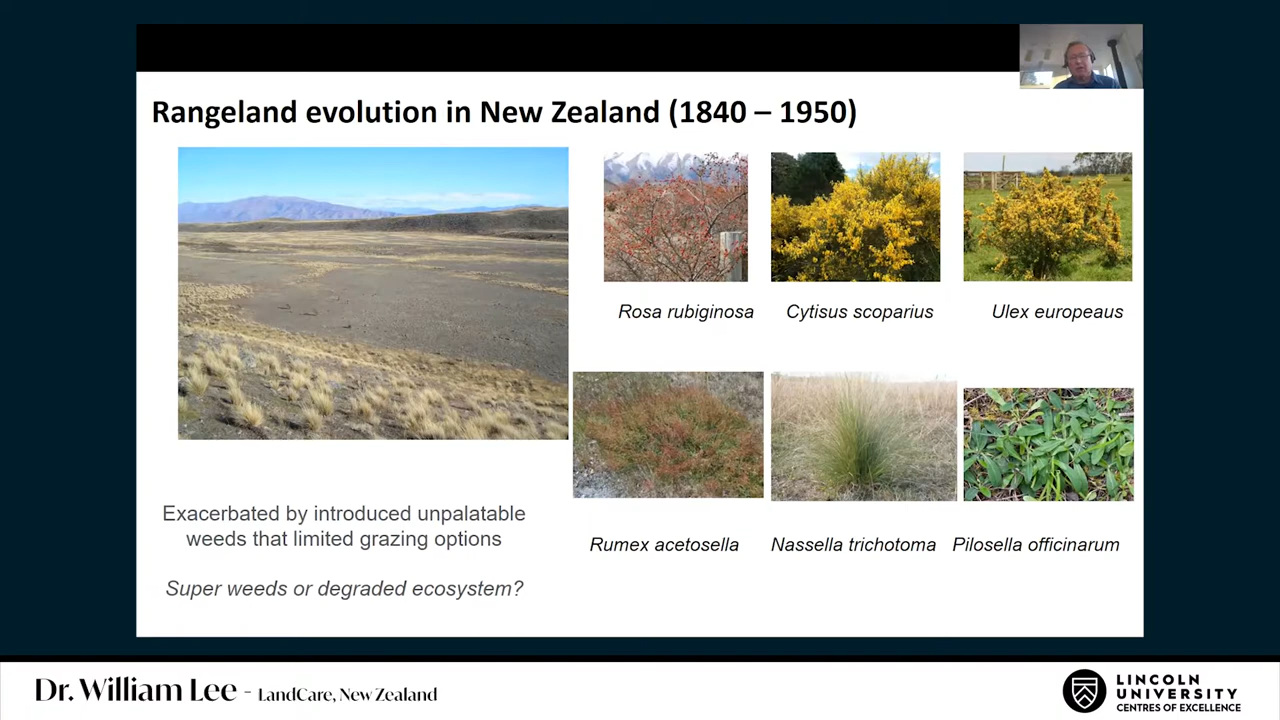 Rangeland evolution in New Zealand (1840 – 1950)
Rosa rubiginosa
Cytisus scoparius
Ulex europeaus
Rumex acetosella
Nassella trichotoma
Pilosella officinarum
Exacerbated by introduced unpalatable
weeds that limited grazing options
Super weeds or degraded ecosystem?
Dr. William Lee - LandCare, New Zealand
LINCOLN
UNIVERSITY
CENTRES OF EXCELLENCE